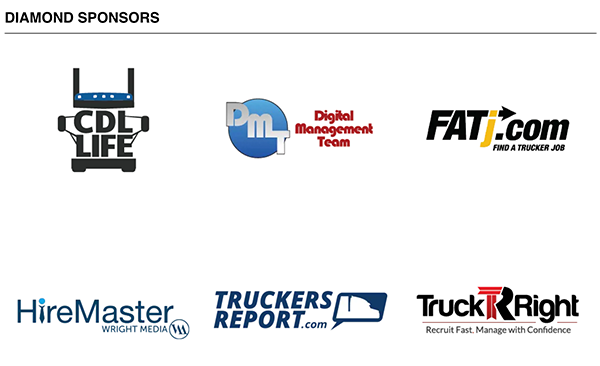 DIAMOND SPONSORS
CDL
LIFE
DMT
Digital
Management
Team
FATj.com
FIND A TRUCKER JOB
HireMaster
WRIGHT MEDIA
TRUCKERS
REPORT.com
TruckRight
Recruit Fast, Manage with Confidence